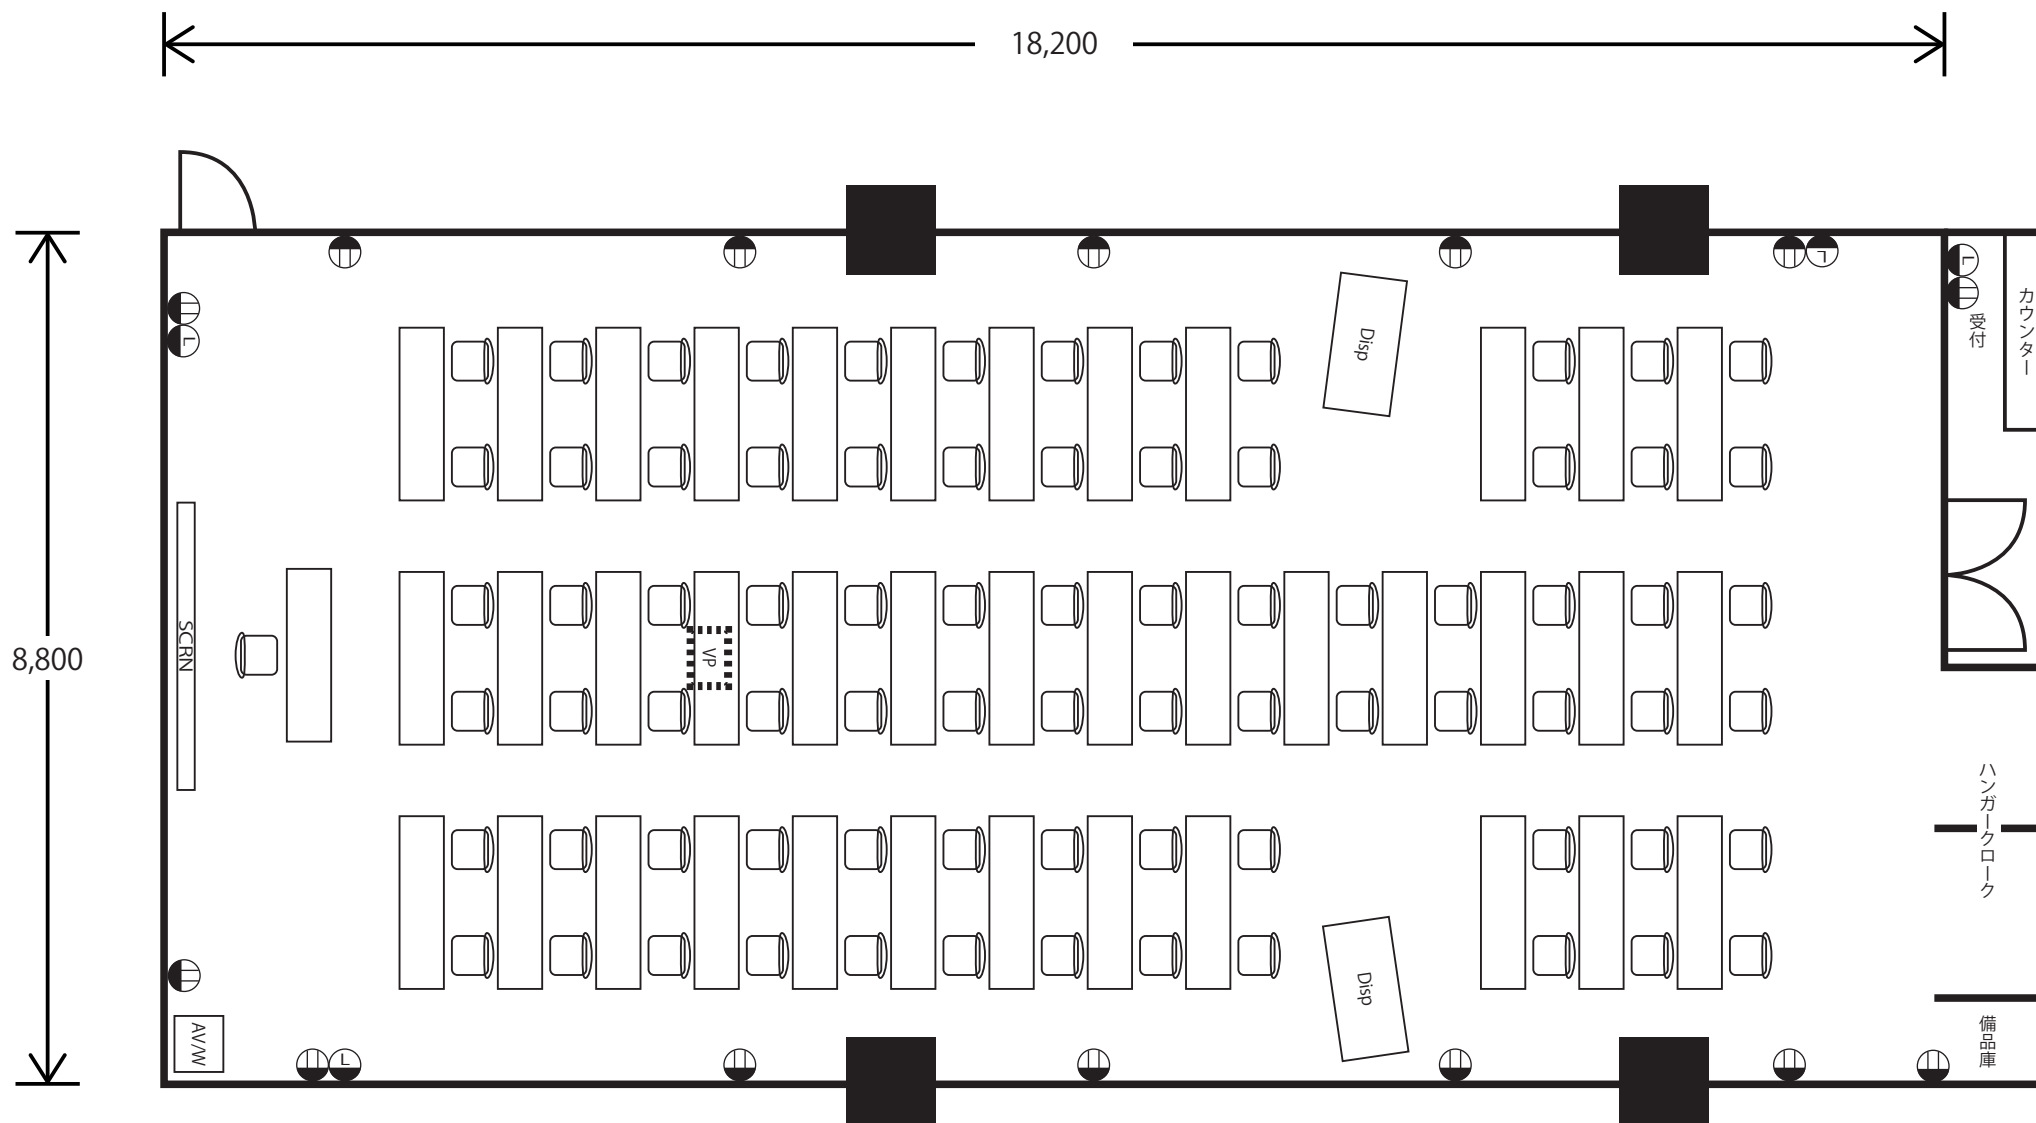 18,200
8,800
L
L
L
受付
カウンター
Disp
SCRN
VP
ハンガークローク
Disp
AV/W
L
備品庫